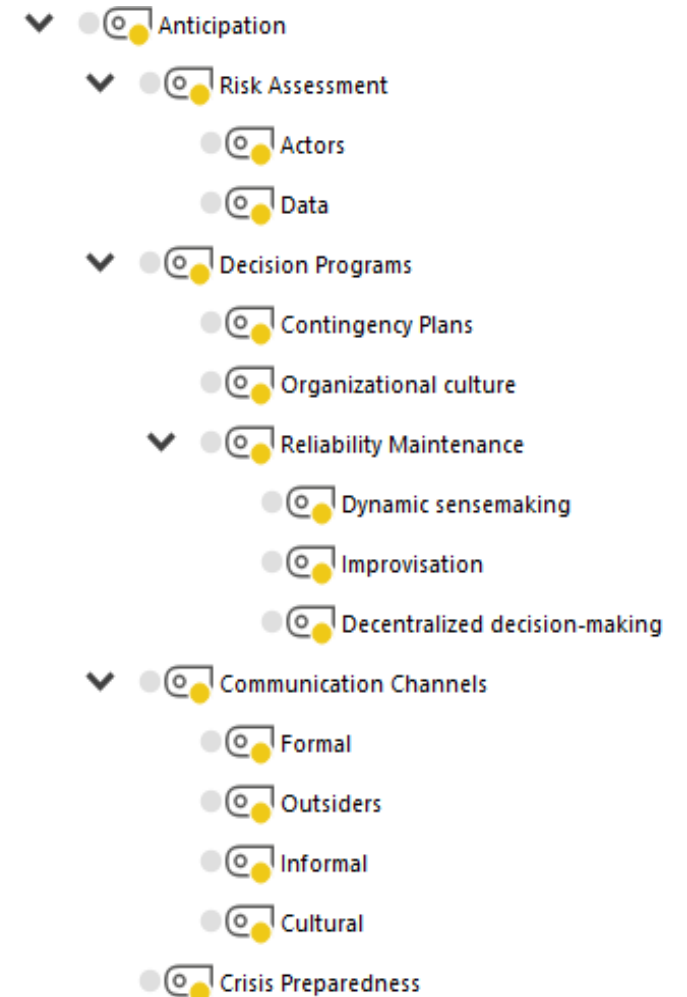 Anticipation
Risk Assessment
Actors
Data
Decision Programs
Contingency Plans
Organizational culture
Reliability Maintenance
Dynamic sensemaking
Improvisation
Decentralized decision-making
Communication Channels
Formal
Outsiders
Informal
Cultural
Crisis Preparedness